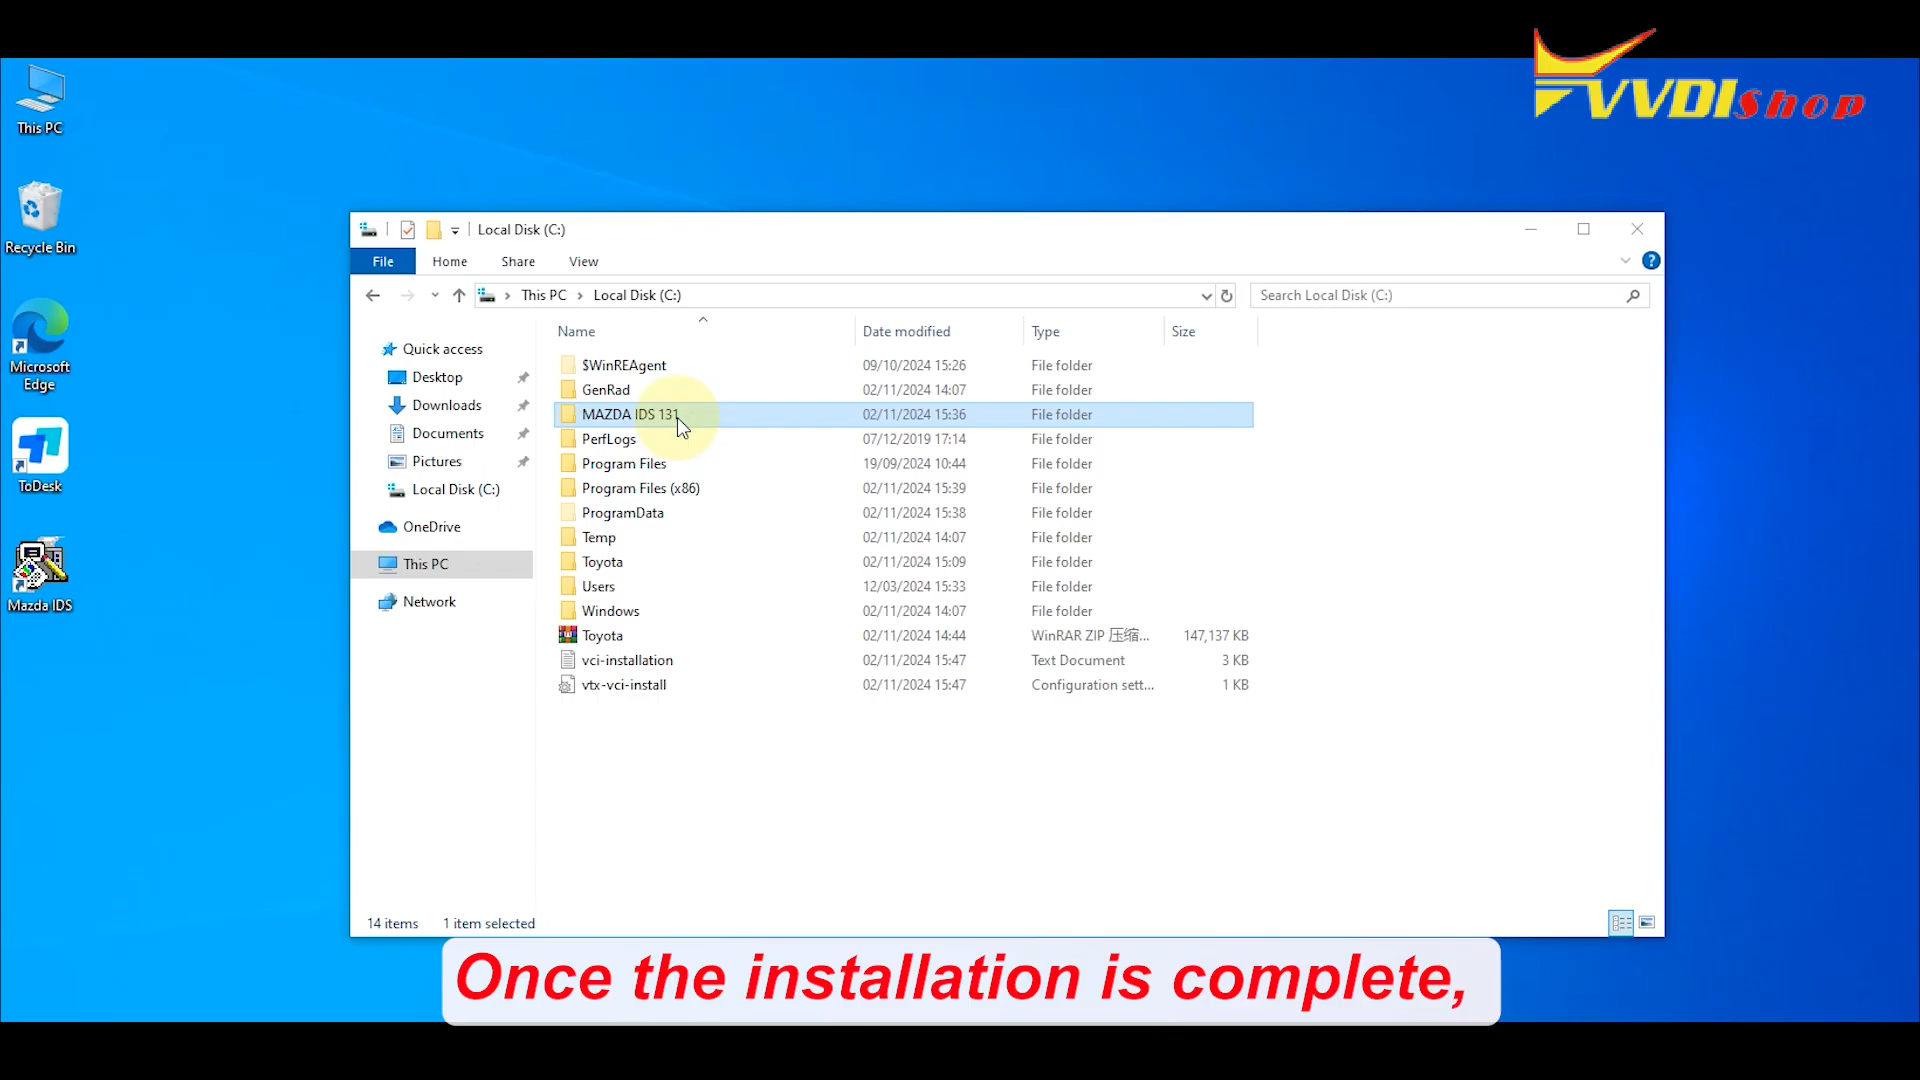 VVDIshop
This PC
Recycle Bin
Microsoft
Edge
ToDesk
Mazda IDS
Local Disk (C:)
File Home Share View
This PC Local Disk (C:) Search Local Disk (C:)
Quick access
Desktop
Downloads
Documents
Pictures
Local Disk (C:)
OneDrive
This PC
Network
Name Date modified Type Size
$WinREAgent 09/10/2024 15:26 File folder
GenRad 02/11/2024 14:07 File folder
MAZDA IDS 131 02/11/2024 15:36 File folder
PerfLogs 07/12/2019 17:14 File folder
Program Files 19/09/2024 10:44 File folder
Program Files (x86) 02/11/2024 15:39 File folder
ProgramData 02/11/2024 15:38 File folder
Temp 02/11/2024 14:07 File folder
Toyota 02/11/2024 15:09 File folder
Users 12/03/2024 15:33 File folder
Windows 02/11/2024 14:07 File folder
Toyota 02/11/2024 14:44 WinRAR ZIP 压缩... 147,137 KB
vci-installation 02/11/2024 15:47 Text Document 3 KB
vtx-vci-install 02/11/2024 15:47 Configuration sett... 1 KB
14 items 1 item selected
Once the installation is complete,